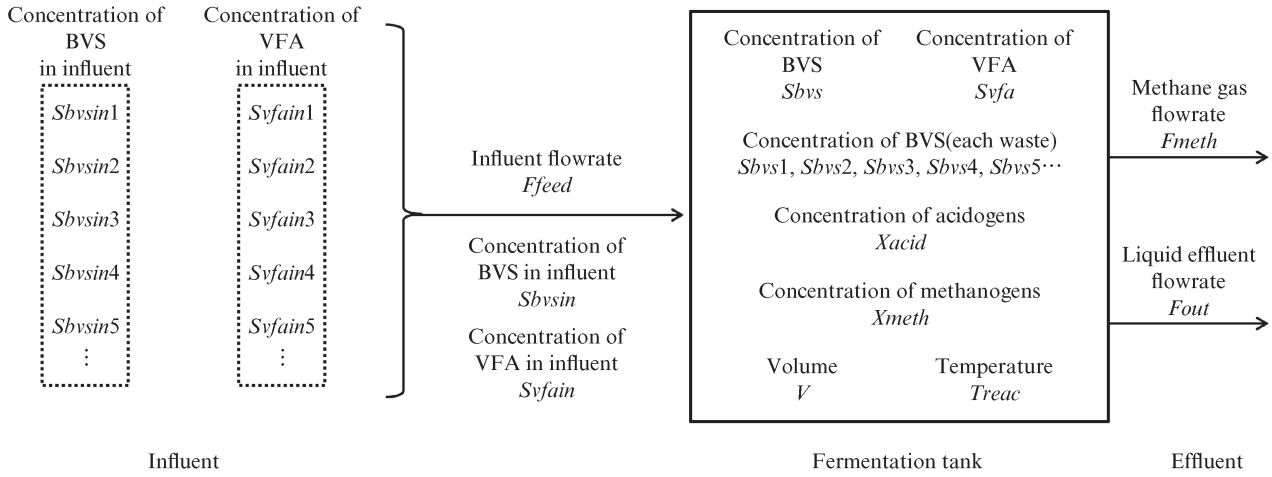 Concentration of
BVS
in influent
Sbvsin1
Sbvsin2
Sbvsin3
Sbvsin4
Sbvsin5
⋮
Concentration of
VFA
in influent
Svfain1
Svfain2
Svfain3
Svfain4
Svfain5
⋮
Influent
Influent flowrate
Ffeed
Concentration of
BVS in influent
Sbvsin
Concentration of
VFA in influent
Svfain
Concentration of
BVS
Sbvs
Concentration of
VFA
Svfa
Concentration of BVS(each waste)
Sbvs1, Sbvs2, Sbvs3, Sbvs4, Sbvs5⋯
Concentration of acidogens
Xacid
Concentration of methanogens
Xmeth
Volume
V
Temperature
Treac
Fermentation tank
Methane gas
flowrate
Fmeth
Liquid effluent
flowrate
Fout
Effluent